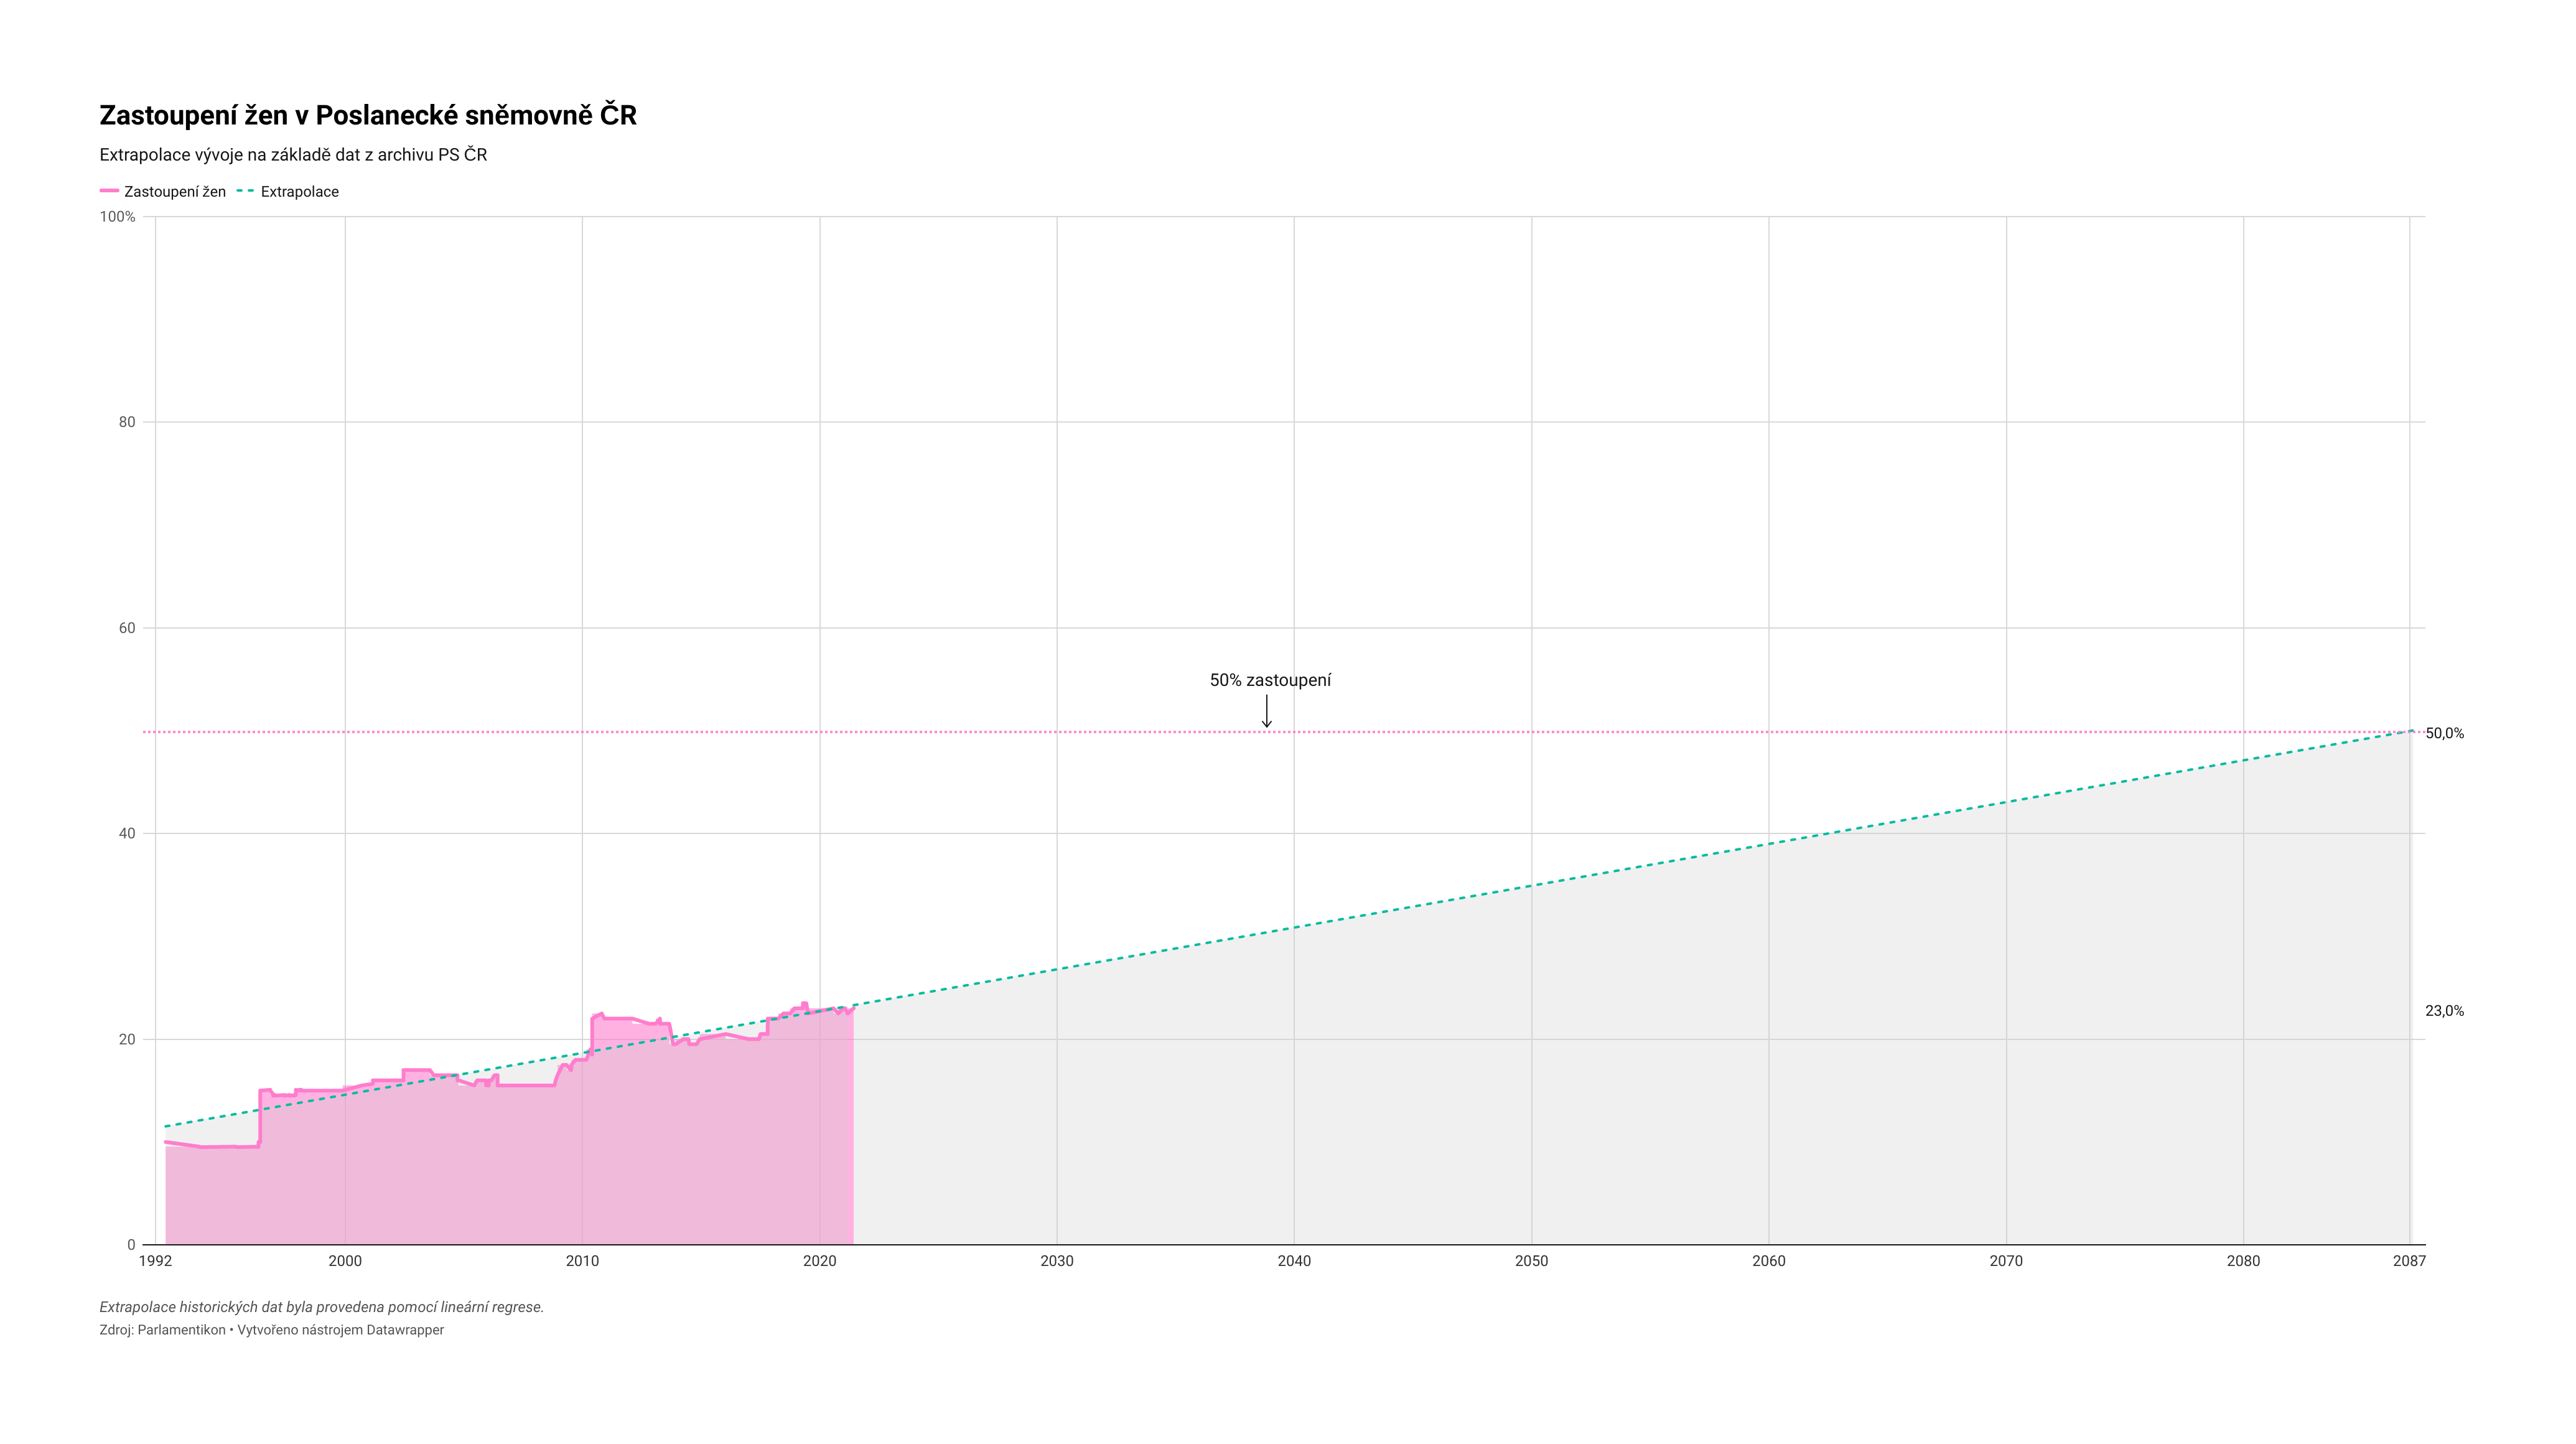 Zastoupení žen v Poslanecké sněmovně ČR
Extrapolace vývoje na základě dat z archivu PS ČR
Zastoupení žen Extrapolace
100%
80
60
50% zastoupení
50,0%
40
23,0%
20
0
1992 2000 2010 2020 2030 2040 2050 2060 2070 2080 2087
Extrapolace historických dat byla provedena pomocí lineární regrese.
Zdroj: Parlamentikon • Vytvořeno nástrojem Datawrapper